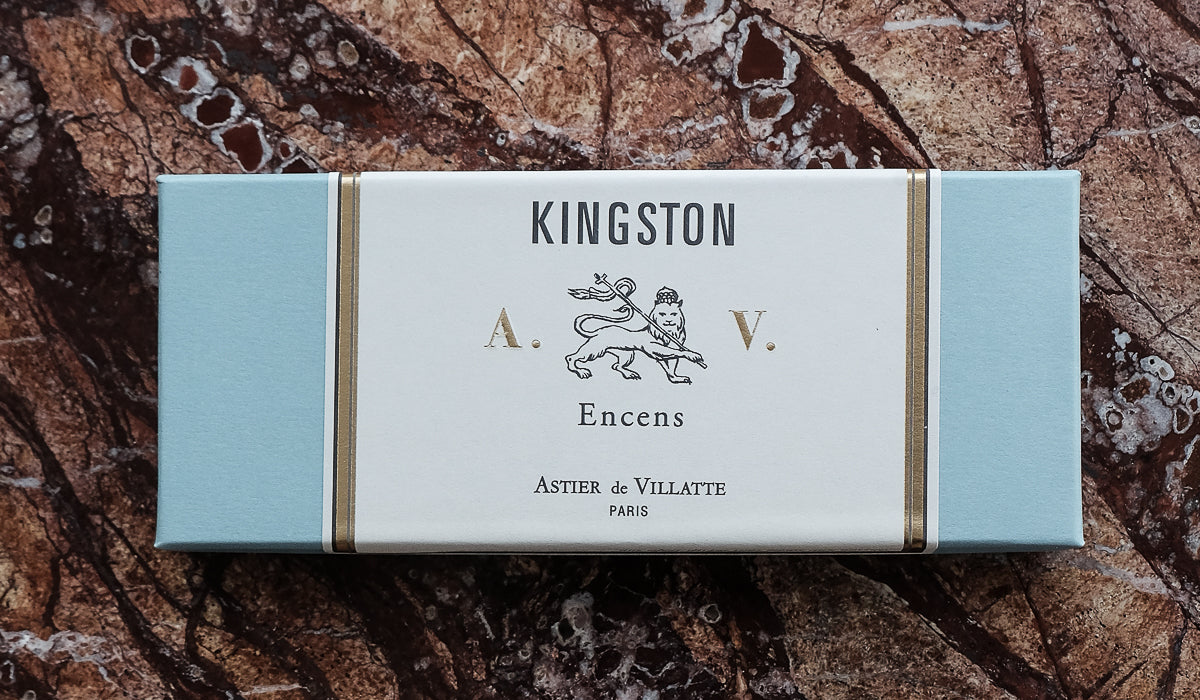 KINGSTON
A. V.
Encens
ASTIER de VILLATTE
PARIS